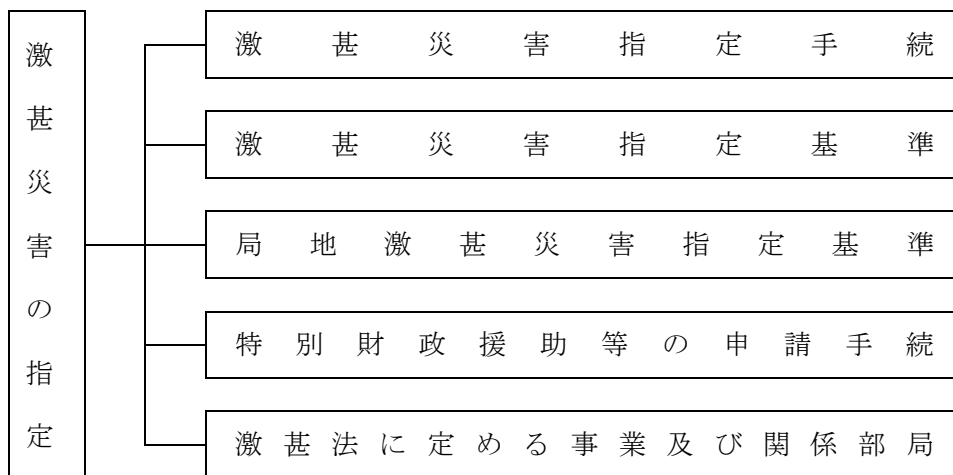 激甚災害の指定
激甚災害指定手続
激甚災害指定基準
局地激甚災害指定基準
特別財政援助等の申請手続
激甚法に定める事業及び関係部局